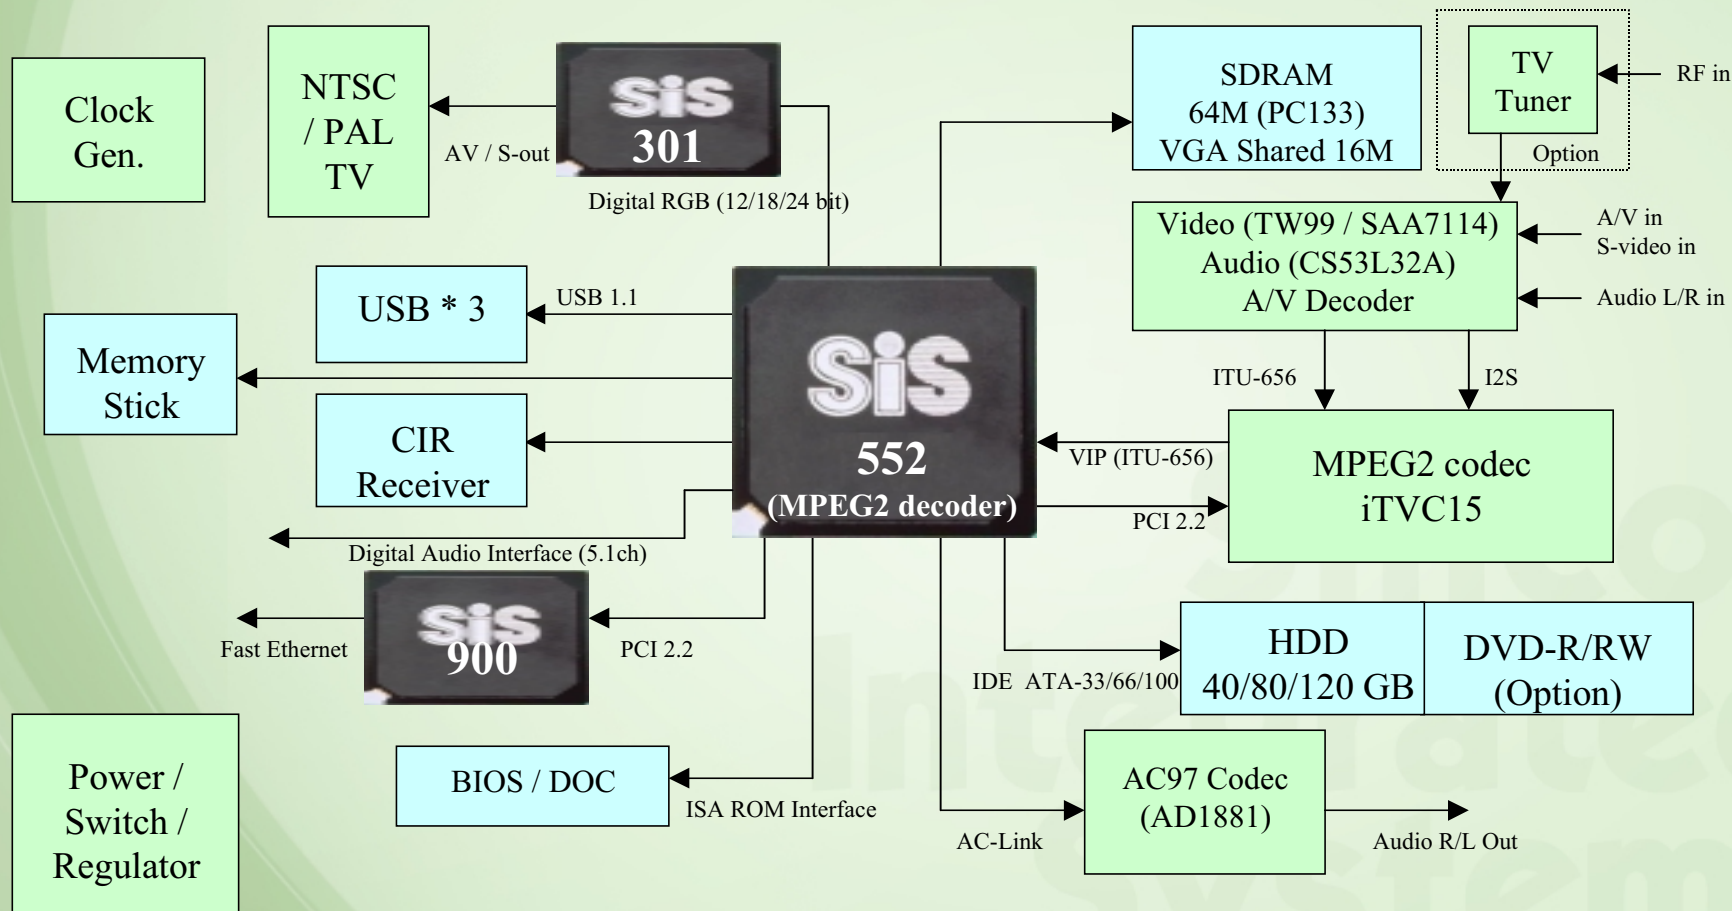 Clock
Gen.
NTSC
/ PAL
TV
AV / S-out
SiS
301
Digital RGB (12/18/24 bit)
SDRAM
64M (PC133)
VGA Shared 16M
TV
Tuner
RF in
Option
Video (TW99 / SAA7114)
Audio (CS53L32A)
A/V Decoder
A/V in
S-video in
Audio L/R in
USB * 3
USB 1.1
Memory
Stick
CIR
Receiver
SiS
552
(MPEG2 decoder)
ITU-656
I2S
VIP (ITU-656)
PCI 2.2
MPEG2 codec
iTVC15
Digital Audio Interface (5.1ch)
Fast Ethernet
SiS
900
PCI 2.2
IDE  ATA-33/66/100
HDD
40/80/120 GB
DVD-R/RW
(Option)
Power /
Switch /
Regulator
BIOS / DOC
ISA ROM Interface
AC-Link
AC97 Codec
(AD1881)
Audio R/L Out